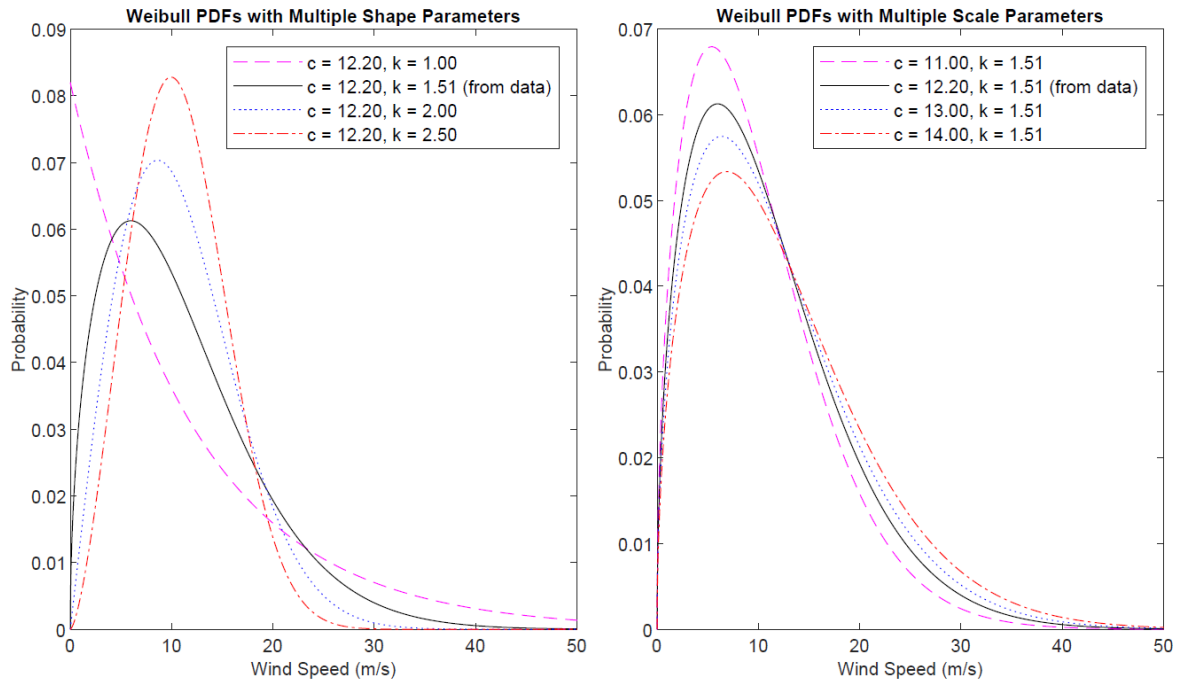 Weibull PDFs with Multiple Shape Parameters
c = 12.20, k = 1.00
c = 12.20, k = 1.51 (from data)
c = 12.20, k = 2.00
c = 12.20, k = 2.50
0.09
0.08
0.07
0.06
0.05
0.04
0.03
0.02
0.01
0
Probability
0
10
20
30
40
50
Wind Speed (m/s)
Weibull PDFs with Multiple Scale Parameters
c = 11.00, k = 1.51
c = 12.20, k = 1.51 (from data)
c = 13.00, k = 1.51
c = 14.00, k = 1.51
0.07
0.06
0.05
0.04
0.03
0.02
0.01
0
Probability
0
10
20
30
40
50
Wind Speed (m/s)